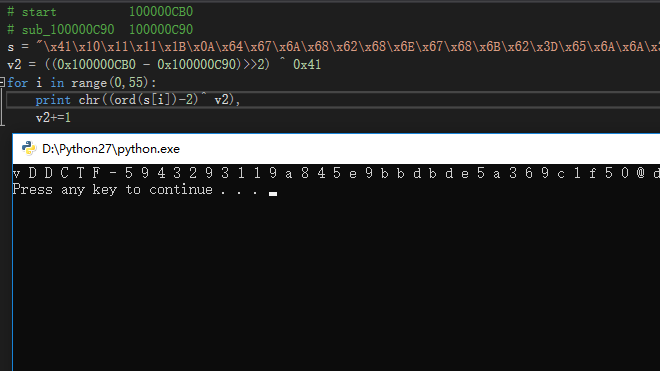 # start 100000CB0
# sub_100000C90 100000C90
s = "\x41\x10\x11\x11\x1B\x0A\x64\x67\x6A\x68\x62\x68\x6E\x67\x68\x6B\x62\x3D\x65\x6A\x6A\x3
v2 = ((0x100000CB0 - 0x100000C90)>>2) ^ 0x41
for i in range(0,55):
print chr((ord(s[i])-2)^ v2),
v2+=1
D:\Python27\python.exe
v D D C T F - 5 9 4 3 2 9 3 1 1 9 a 8 4 5 e 9 b b d b d e 5 a 3 6 9 c 1 f 5 0 @ d
Press any key to continue . . .